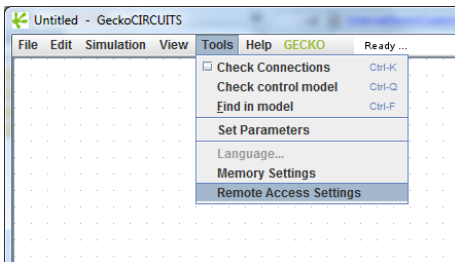 Untitled - GeckoCIRCUITS
File Edit Simulation View Tools Help GECKO Ready ...
Check Connections Ctrl-K
Check control model Ctrl-Q
Find in model Ctrl-F
Set Parameters
Language...
Memory Settings
Remote Access Settings